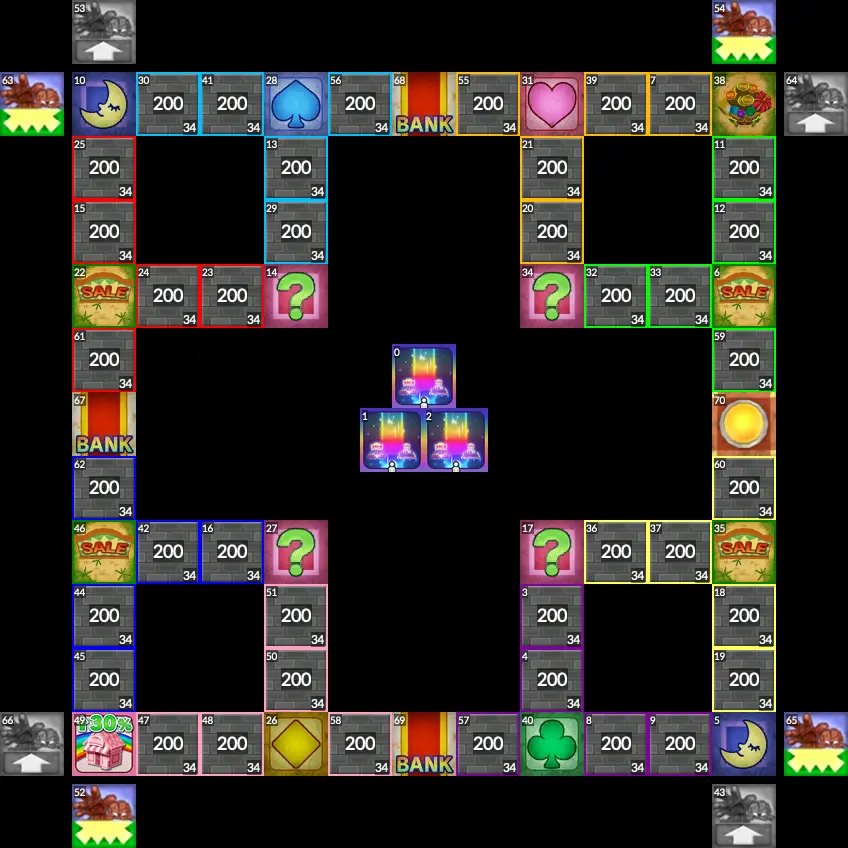 53 54
63 10 30 200 34 41 200 34 28 56 200 34 68 BANK 55 200 34 31 39 200 34 7 200 34 38 64
25 200 34 13 200 34 21 200 34 11 200 34
15 200 34 29 200 34 20 200 34 12 200 34
22 SALE 24 200 34 23 200 34 14 ? 34 ? 32 200 34 33 200 34 6 SALE
61 200 34 0 59 200 34
67 BANK 1 2 70
62 200 34 60 200 34
46 SALE 42 200 34 16 200 34 27 ? 17 ? 36 200 34 37 200 34 35 SALE
44 200 34 51 200 34 3 200 34 18 200 34
45 200 34 50 200 34 4 200 34 19 200 34
66 49 30% 47 200 34 48 200 34 26 58 200 34 69 BANK 57 200 34 40 8 200 34 9 200 34 5 65
52 43